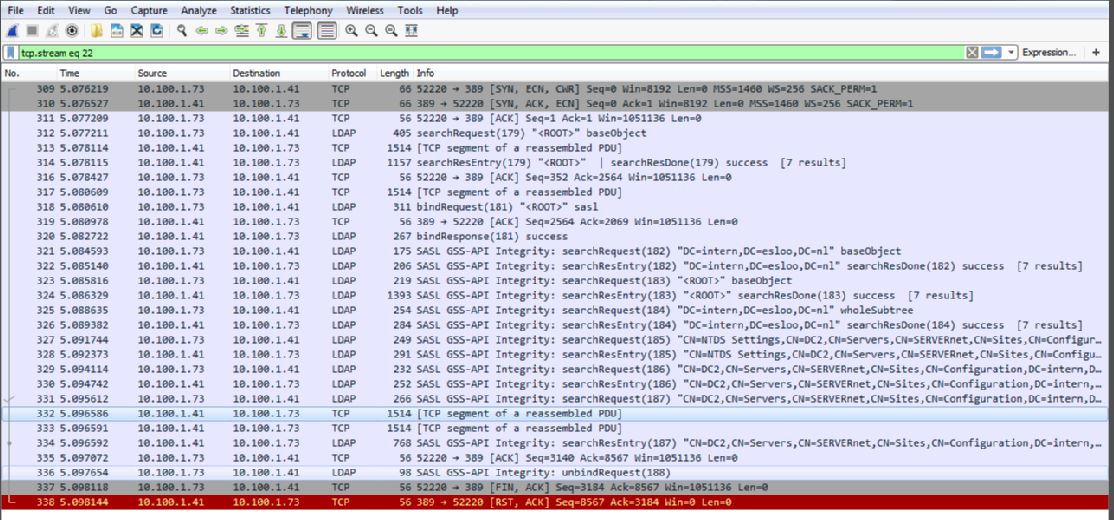 File Edit View Go Capture Analyze Statistics Telephony Wireless Tools Help
tcp.stream eq 22 Expression... +
No. Time Source Destination Protocol Length Info
309 5.076219 10.100.1.73 10.100.1.41 TCP 66 52220 → 389 [SYN, ECN, CWR] Seq=0 Win=8192 Len=0 MSS=1460 WS=256 SACK_PERM=1
310 5.076527 10.100.1.41 10.100.1.73 TCP 66 389 → 52220 [SYN, ACK, ECN] Seq=0 Ack=1 Win=8192 Len=0 MSS=1460 WS=256 SACK_PERM=1
311 5.077209 10.100.1.73 10.100.1.41 TCP 56 52220 → 389 [ACK] Seq=1 Ack=1 Win=1051136 Len=0
312 5.077211 10.100.1.73 10.100.1.41 LDAP 405 searchRequest(179) "<ROOT>" baseObject
313 5.078114 10.100.1.41 10.100.1.73 TCP 1514 [TCP segment of a reassembled PDU]
314 5.078115 10.100.1.41 10.100.1.73 LDAP 1157 searchResEntry(179) "<ROOT>" | searchResDone(179) success [7 results]
316 5.078427 10.100.1.73 10.100.1.41 TCP 56 52220 → 389 [ACK] Seq=352 Ack=2564 Win=1051136 Len=0
317 5.080609 10.100.1.73 10.100.1.41 TCP 1514 [TCP segment of a reassembled PDU]
318 5.080610 10.100.1.73 10.100.1.41 LDAP 311 bindRequest(181) "<ROOT>" sasl
319 5.080978 10.100.1.41 10.100.1.73 TCP 56 389 → 52220 [ACK] Seq=2564 Ack=2069 Win=1051136 Len=0
320 5.082722 10.100.1.41 10.100.1.73 LDAP 267 bindResponse(181) success
321 5.084593 10.100.1.73 10.100.1.41 LDAP 175 SASL GSS-API Integrity: searchRequest(182) "DC=intern,DC=esloo,DC=nl" baseObject
322 5.085140 10.100.1.41 10.100.1.73 LDAP 206 SASL GSS-API Integrity: searchResEntry(182) "DC=intern,DC=esloo,DC=nl" searchResDone(182) success [7 results]
323 5.085816 10.100.1.73 10.100.1.41 LDAP 219 SASL GSS-API Integrity: searchRequest(183) "<ROOT>" baseObject
324 5.086329 10.100.1.41 10.100.1.73 LDAP 1393 SASL GSS-API Integrity: searchResEntry(183) "<ROOT>" searchResDone(183) success [7 results]
325 5.088635 10.100.1.73 10.100.1.41 LDAP 254 SASL GSS-API Integrity: searchRequest(184) "DC=intern,DC=esloo,DC=nl" wholeSubtree
326 5.089382 10.100.1.41 10.100.1.73 LDAP 284 SASL GSS-API Integrity: searchResEntry(184) "DC=intern,DC=esloo,DC=nl" searchResDone(184) success [7 results]
327 5.091744 10.100.1.73 10.100.1.41 LDAP 249 SASL GSS-API Integrity: searchRequest(185) "CN=NTDS Settings,CN=DC2,CN=Servers,CN=SERVERnet,CN=Sites,CN=Configur...
328 5.092373 10.100.1.41 10.100.1.73 LDAP 291 SASL GSS-API Integrity: searchResEntry(185) "CN=NTDS Settings,CN=DC2,CN=Servers,CN=SERVERnet,CN=Sites,CN=Configu...
329 5.094114 10.100.1.73 10.100.1.41 LDAP 232 SASL GSS-API Integrity: searchRequest(186) "CN=DC2,CN=Servers,CN=SERVERnet,CN=Sites,CN=Configuration,DC=intern,D...
330 5.094742 10.100.1.41 10.100.1.73 LDAP 252 SASL GSS-API Integrity: searchResEntry(186) "CN=DC2,CN=Servers,CN=SERVERnet,CN=Sites,CN=Configuration,DC=intern,...
331 5.095612 10.100.1.73 10.100.1.41 LDAP 266 SASL GSS-API Integrity: searchRequest(187) "CN=DC2,CN=Servers,CN=SERVERnet,CN=Sites,CN=Configuration,DC=intern,D...
332 5.096586 10.100.1.41 10.100.1.73 TCP 1514 [TCP segment of a reassembled PDU]
333 5.096591 10.100.1.41 10.100.1.73 TCP 1514 [TCP segment of a reassembled PDU]
334 5.096592 10.100.1.41 10.100.1.73 LDAP 768 SASL GSS-API Integrity: searchResEntry(187) "CN=DC2,CN=Servers,CN=SERVERnet,CN=Sites,CN=Configuration,DC=intern,...
335 5.097072 10.100.1.73 10.100.1.41 TCP 56 52220 → 389 [ACK] Seq=3140 Ack=8567 Win=1051136 Len=0
336 5.097654 10.100.1.73 10.100.1.41 LDAP 98 SASL GSS-API Integrity: unbindRequest(188)
337 5.098118 10.100.1.73 10.100.1.41 TCP 56 52220 → 389 [FIN, ACK] Seq=3184 Ack=8567 Win=1051136 Len=0
338 5.098144 10.100.1.41 10.100.1.73 TCP 56 389 → 52220 [RST, ACK] Seq=8567 Ack=3184 Win=0 Len=0